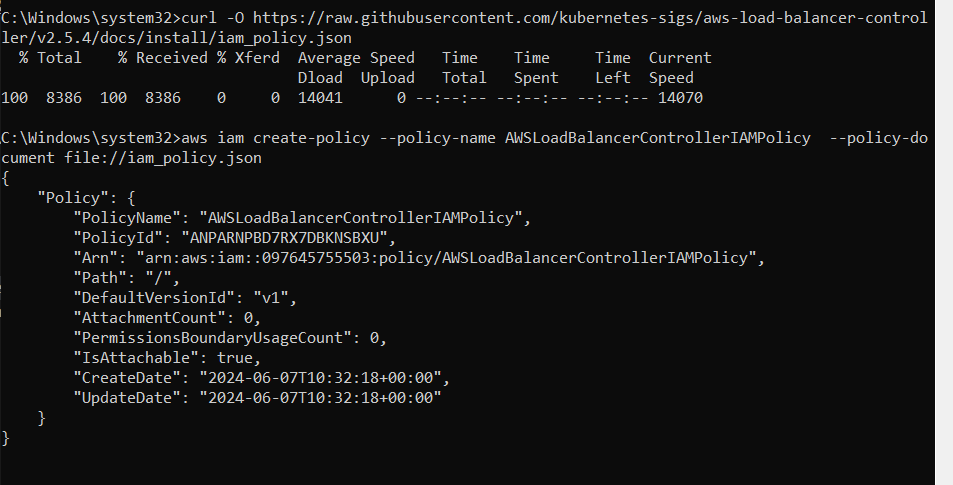 C:\Windows\system32>curl -O https://raw.githubusercontent.com/kubernetes-sigs/aws-load-balancer-control
ler/v2.5.4/docs/install/iam_policy.json
  % Total    % Received % Xferd  Average Speed   Time    Time     Time  Current
                                 Dload  Upload   Total   Spent    Left  Speed
100  8386  100  8386    0     0  14041      0 --:--:-- --:--:-- --:--:-- 14070
C:\Windows\system32>aws iam create-policy --policy-name AWSLoadBalancerControllerIAMPolicy  --policy-do
cument file://iam_policy.json
{
    "Policy": {
        "PolicyName": "AWSLoadBalancerControllerIAMPolicy",
        "PolicyId": "ANPARNPBD7RX7DBKNSBXU",
        "Arn": "arn:aws:iam::097645755503:policy/AWSLoadBalancerControllerIAMPolicy",
        "Path": "/",
        "DefaultVersionId": "v1",
        "AttachmentCount": 0,
        "PermissionsBoundaryUsageCount": 0,
        "IsAttachable": true,
        "CreateDate": "2024-06-07T10:32:18+00:00",
        "UpdateDate": "2024-06-07T10:32:18+00:00"
    }
}